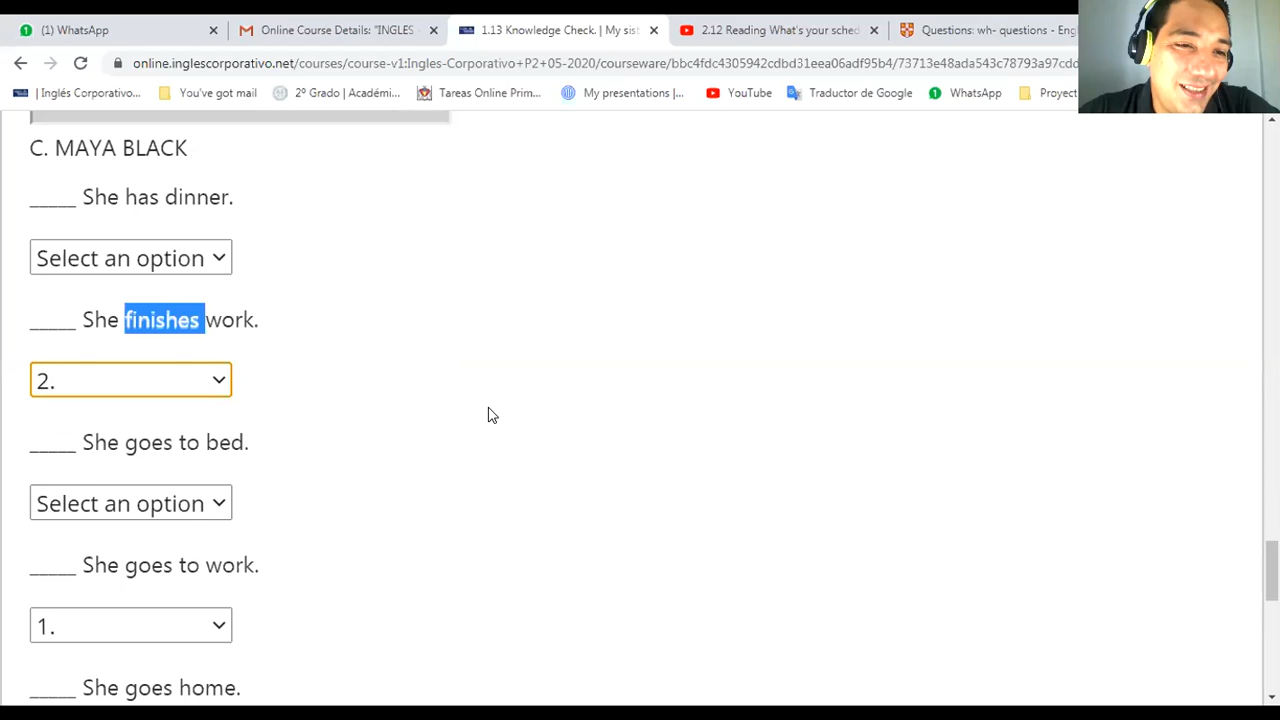 WhatsApp
Online Course Details: "INGLES
1.13 Knowledge Check. | My sist
2.12 Reading What's your sched
Questions: wh- questions - Eng
online.inglescorporativo.net/courses/course-v1:Ingles-Corporativo+P2+05-2020/courseware/bbc4fdc4305942cdbd31eea06adf95b4/73713e48ada543c78793a97cdd
| Inglés Corporativo...
You've got mail
2º Grado | Académi...
Tareas Online Prim...
My presentations |...
YouTube
Traductor de Google
WhatsApp
Proyect
C. MAYA BLACK
_____ She has dinner.
Select an option
_____ She finishes work.
2.
_____ She goes to bed.
Select an option
_____ She goes to work.
1.
_____ She goes home.